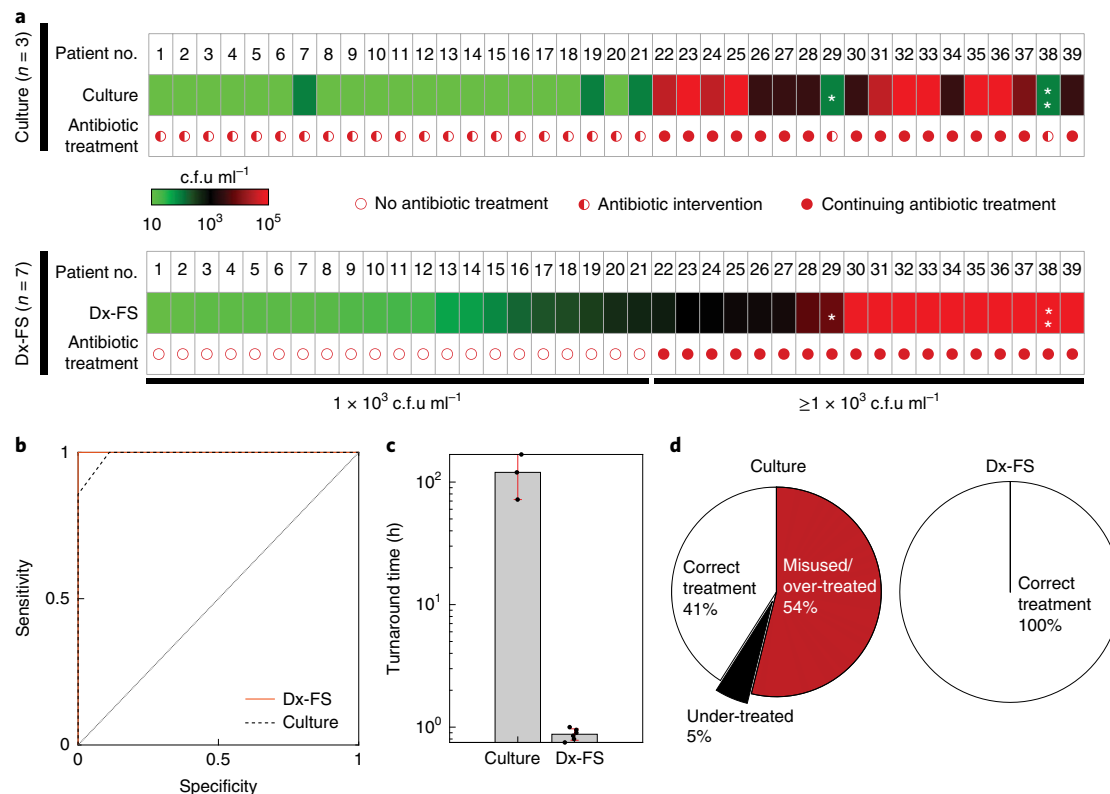 a
Culture (n = 3)
Patient no. 1 2 3 4 5 6 7 8 9 10 11 12 13 14 15 16 17 18 19 20 21 22 23 24 25 26 27 28 29 30 31 32 33 34 35 36 37 38 39
Culture * * *
Antibiotic
treatment
c.f.u ml⁻¹
10 10³ 10⁵
No antibiotic treatment Antibiotic intervention Continuing antibiotic treatment
Dx-FS (n = 7)
Patient no. 1 2 3 4 5 6 7 8 9 10 11 12 13 14 15 16 17 18 19 20 21 22 23 24 25 26 27 28 29 30 31 32 33 34 35 36 37 38 39
Dx-FS * * *
Antibiotic
treatment
1 × 10³ c.f.u ml⁻¹ ≥1 × 10³ c.f.u ml⁻¹
b
1
0.5
0
Sensitivity
Dx-FS
Culture
0 0.5 1
Specificity
c
Turnaround time (h)
10²
10¹
10⁰
Culture Dx-FS
d
Culture
Correct
treatment
41%
Misused/
over-treated
54%
Under-treated
5%
Dx-FS
Correct
treatment
100%